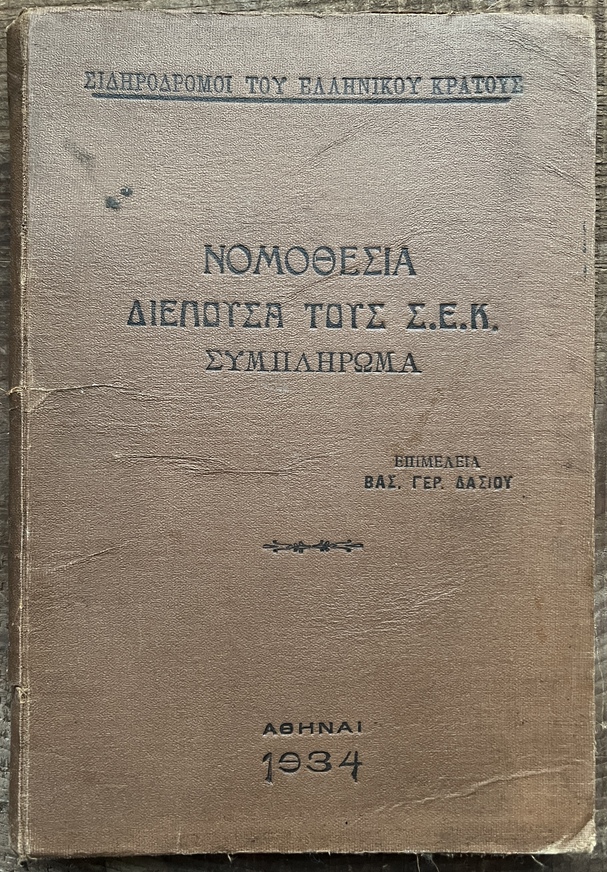 ΣΙΔΗΡΟΔΡΟΜΟΙ ΤΟΥ ΕΛΛΗΝΙΚΟΥ ΚΡΑΤΟΥΣ
ΝΟΜΟΘΕΣΙΑ
ΔΙΕΠΟΥΣΑ ΤΟΥΣ Σ.Ε.Κ.
ΣΥΜΠΛΗΡΩΜΑ
ΕΠΙΜΕΛΕΙΑ
ΒΑΣ. ΓΕΡ. ΔΑΣΙΟΥ
ΑΘΗΝΑΙ
1934